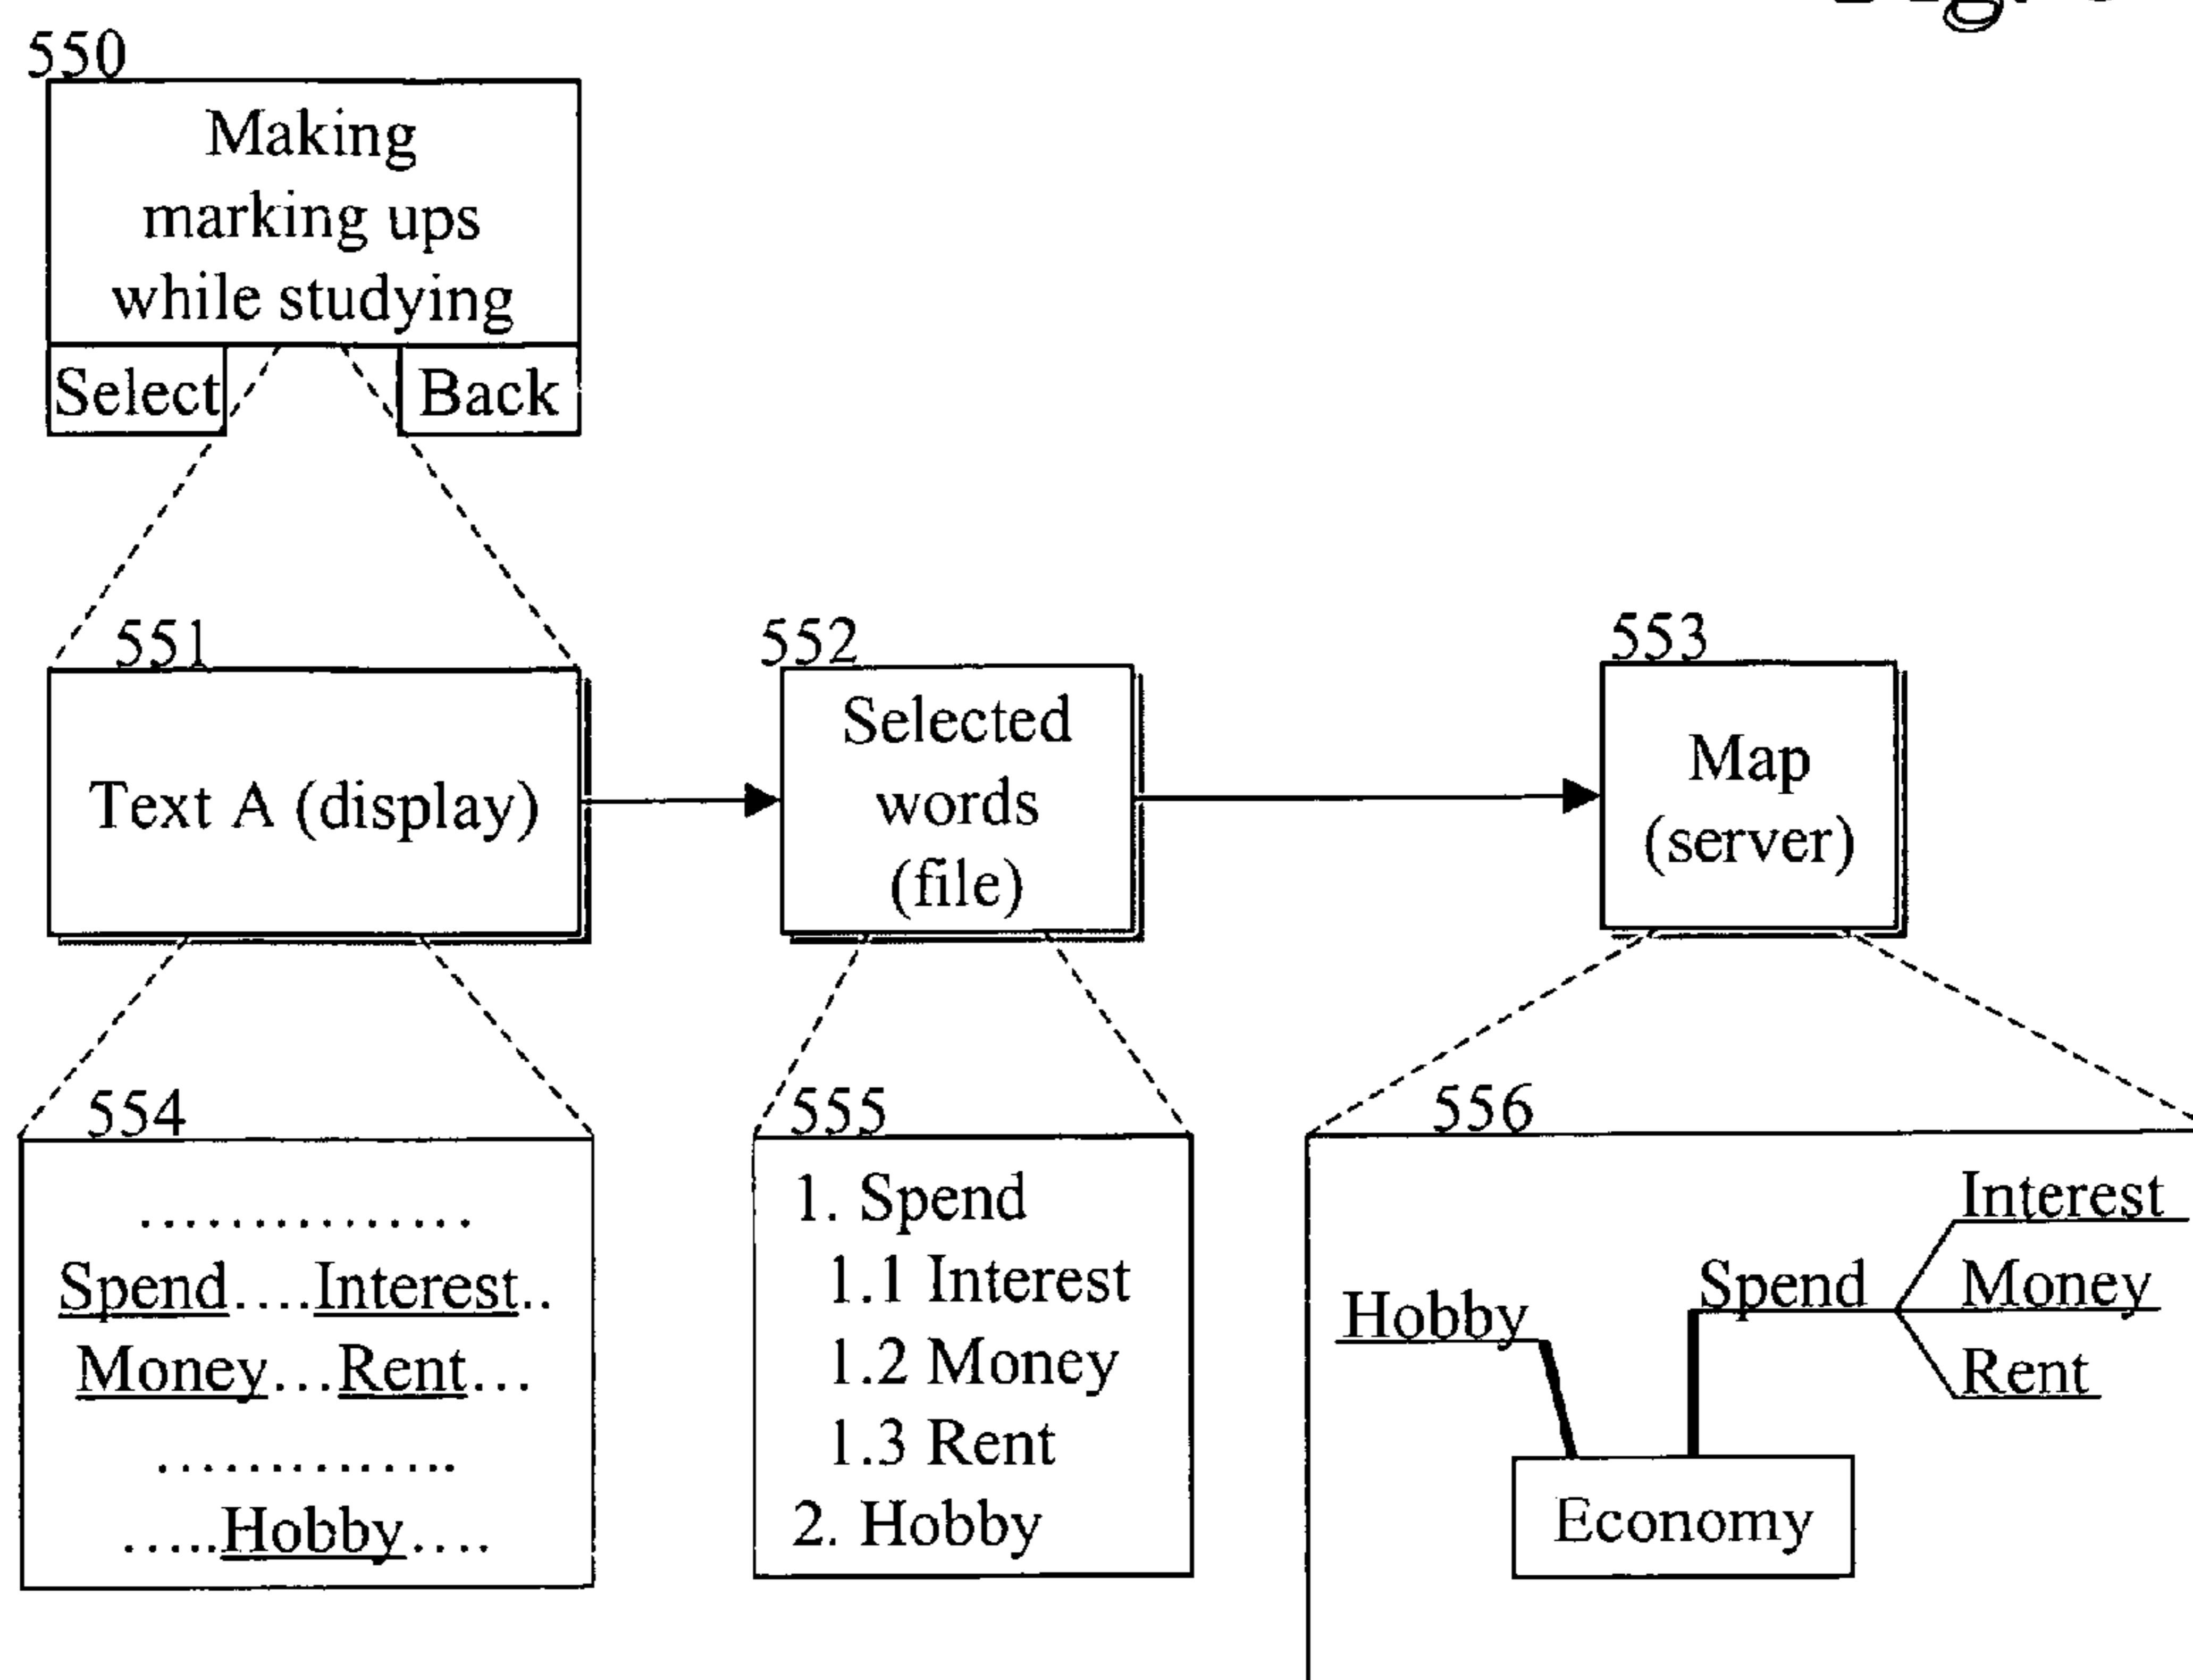 550
Making
marking ups
while studying
Select Back
551
Text A (display)
552
Selected
words
(file)
553
Map
(server)
554
...............
Spend....Interest..
Money...Rent...
..............
.....Hobby....
555
1. Spend
1.1 Interest
1.2 Money
1.3 Rent
2. Hobby
556
Interest
Spend Money
Hobby
Rent
Economy